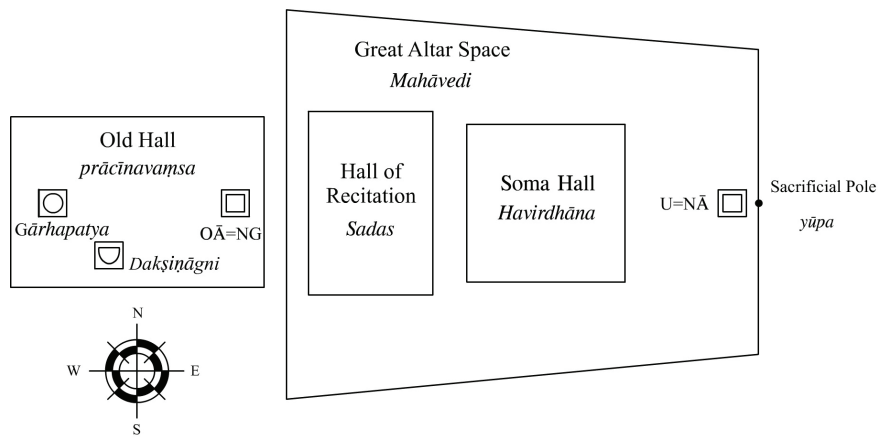 Great Altar Space
Mahāvedi
Old Hall
prācīnavaṃsa
Gārhapatya
OĀ=NG
Dakṣiṇāgni
Hall of
Recitation
Sadas
Soma Hall
Havirdhāna
U=NĀ
Sacrificial Pole
yūpa
N
W
E
S